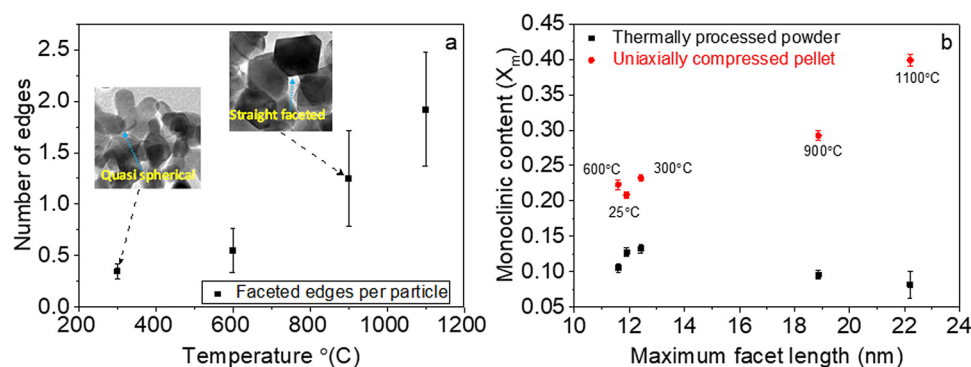 2.5
2.0
1.5
1.0
0.5
0.0
Number of edges
a
Quasi spherical
Straight faceted
Faceted edges per particle
200 400 600 800 1000 1200
Temperature °(C)
0.45
0.40
0.35
0.30
0.25
0.20
0.15
0.10
0.05
Monoclinic content (Xm)
Thermally processed powder
b
Uniaxially compressed pellet
1100°C
900°C
600°C
300°C
25°C
10 12 14 16 18 20 22 24
Maximum facet length (nm)